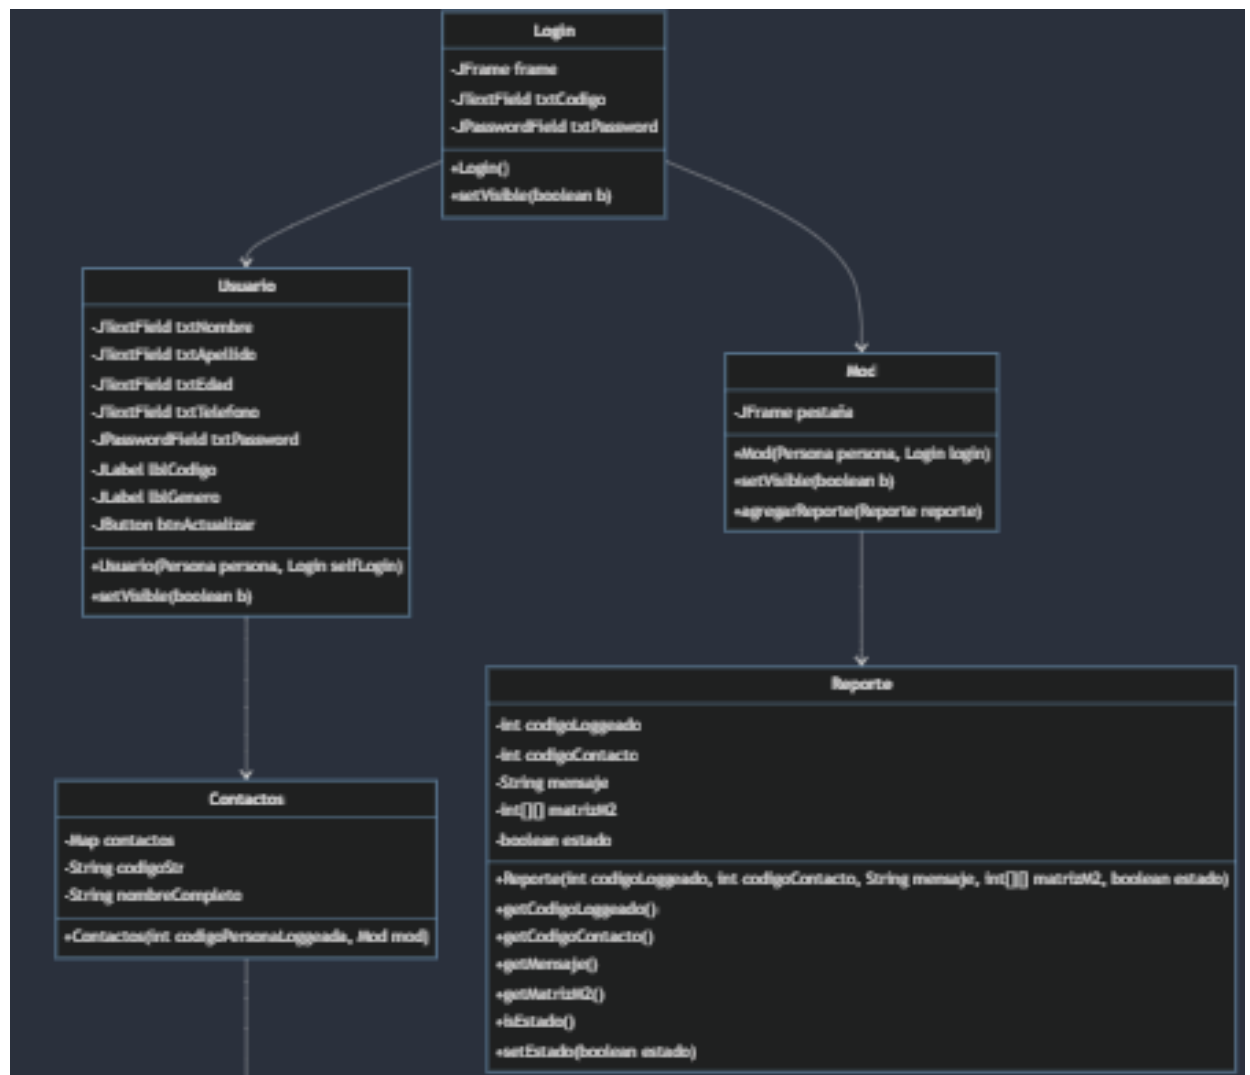 Login
-JFrame frame
-JTextField txtCodigo
-JPasswordField txtPassword
+Login()
+setVisible(boolean b)
Usuario
-JTextField txtNombre
-JTextField txtApellido
-JTextField txtEdad
-JTextField txtTelefono
-JPasswordField txtPassword
-JLabel lblCodigo
-JLabel lblGenero
-JButton btnActualizar
+Usuario(Persona persona, Login selfLogin)
+setVisible(boolean b)
Mod
-JFrame pestaña
+Mod(Persona persona, Login login)
+setVisible(boolean b)
+agregarReporte(Reporte reporte)
Contactos
-Map contactos
-String codigoStr
-String nombreCompleto
+Contactos(int codigoPersonaLoggeada, Mod mod)
Reporte
-int codigoLoggeado
-int codigoContacto
-String mensaje
-int[][] matrizM2
-boolean estado
+Reporte(int codigoLoggeado, int codigoContacto, String mensaje, int[][] matrizM2, boolean estado)
+getCodigoLoggeado()
+getCodigoContacto()
+getMensaje()
+getMatrizM2()
+isEstado()
+setEstado(boolean estado)